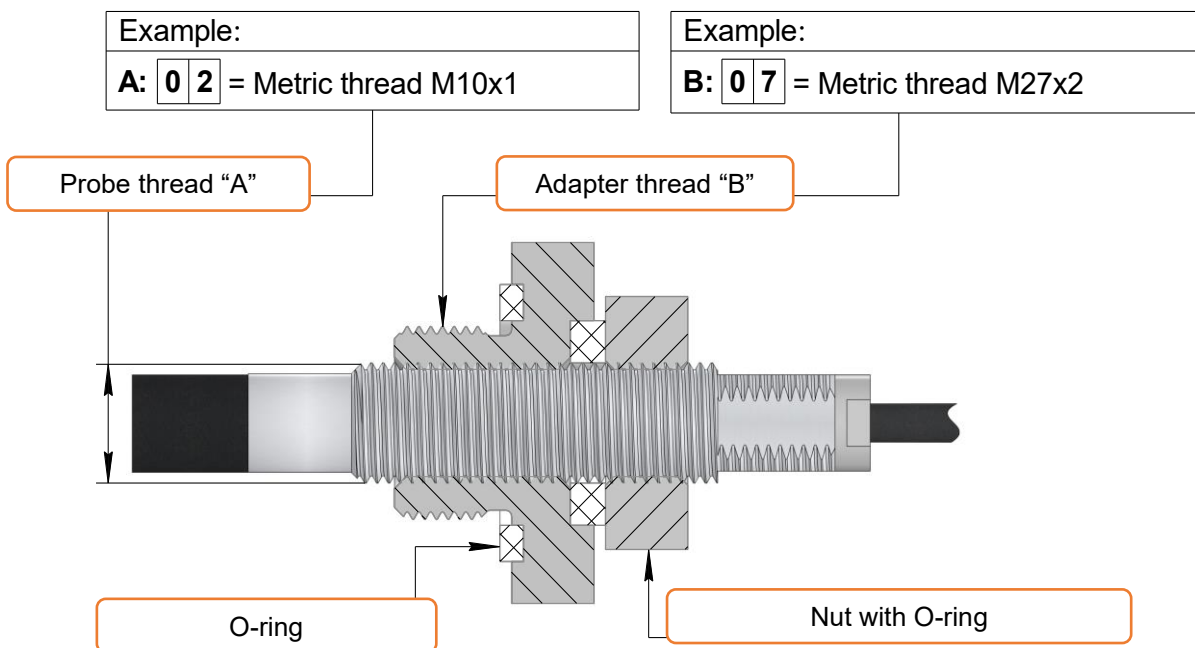 Example:
A: 0 2 = Metric thread M10x1
Example:
B: 0 7 = Metric thread M27x2
Probe thread “A”
Adapter thread “B”
O-ring
Nut with O-ring